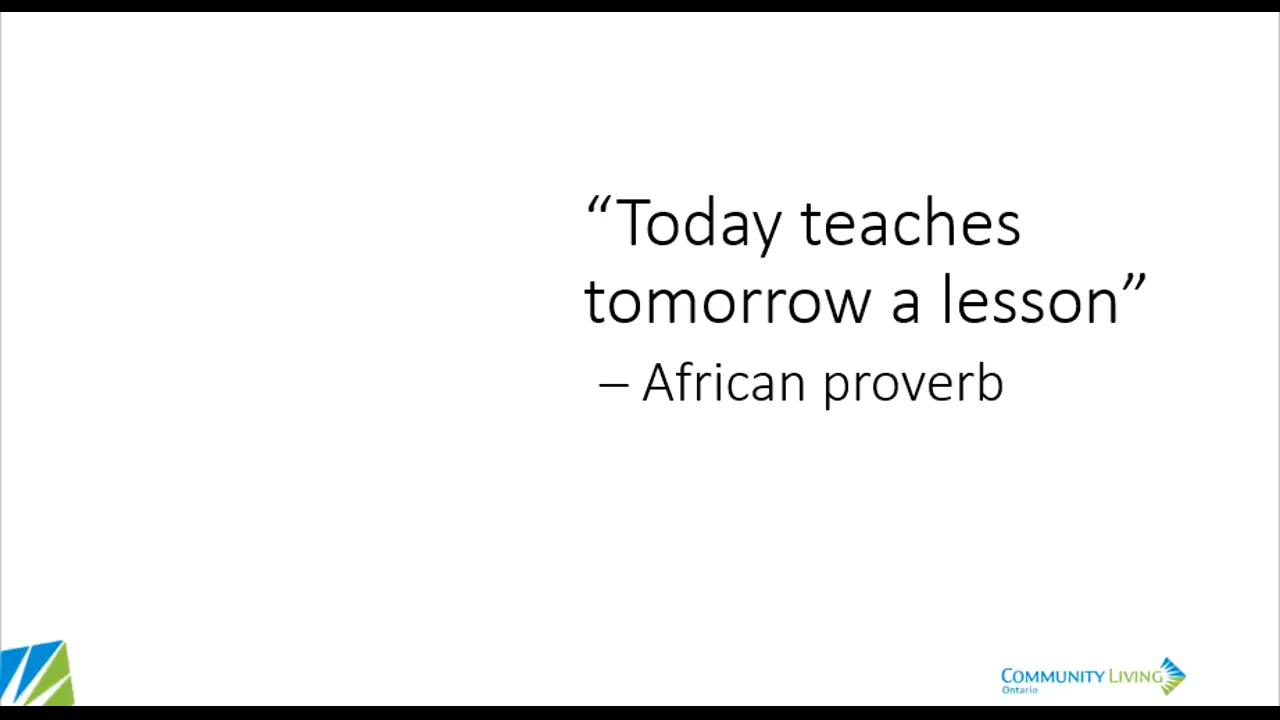 “Today teaches
tomorrow a lesson”
– African proverb
COMMUNITY LIVING
Ontario